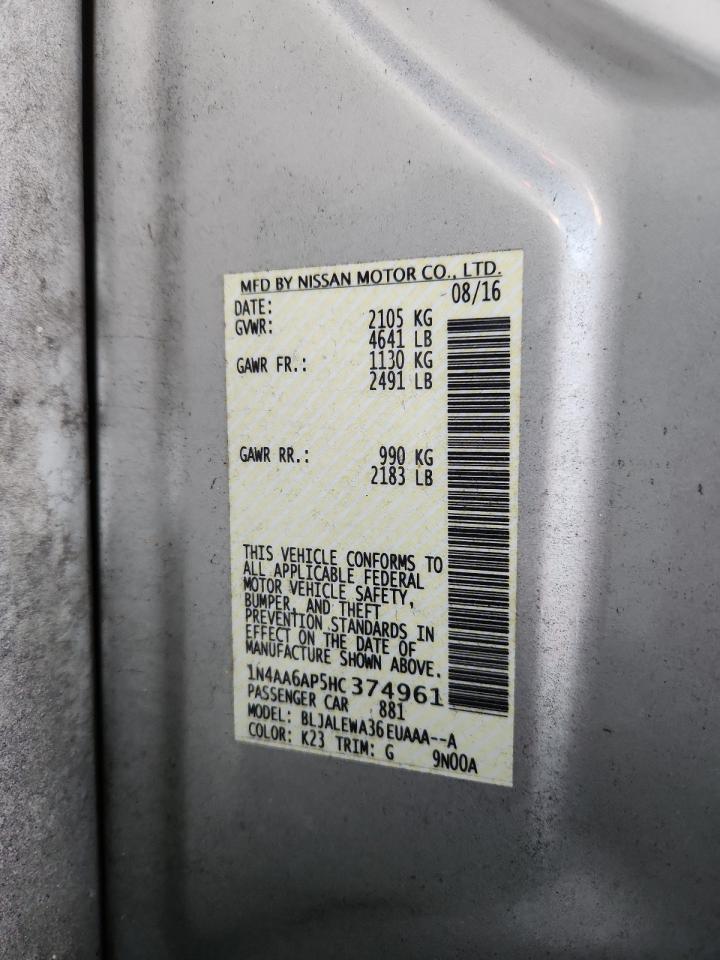 MFD BY NISSAN MOTOR CO., LTD.
DATE: 08/16
GVWR: 2105 KG
4641 LB
GAWR FR.: 1130 KG
2491 LB
GAWR RR.: 990 KG
2183 LB
THIS VEHICLE CONFORMS TO
ALL APPLICABLE FEDERAL
MOTOR VEHICLE SAFETY,
BUMPER, AND THEFT
PREVENTION STANDARDS IN
EFFECT ON THE DATE OF
MANUFACTURE SHOWN ABOVE.
1N4AA6AP5HC374961
PASSENGER CAR 881
MODEL: BLJALEWA36EUAAA--A
COLOR: K23 TRIM: G 9N00A